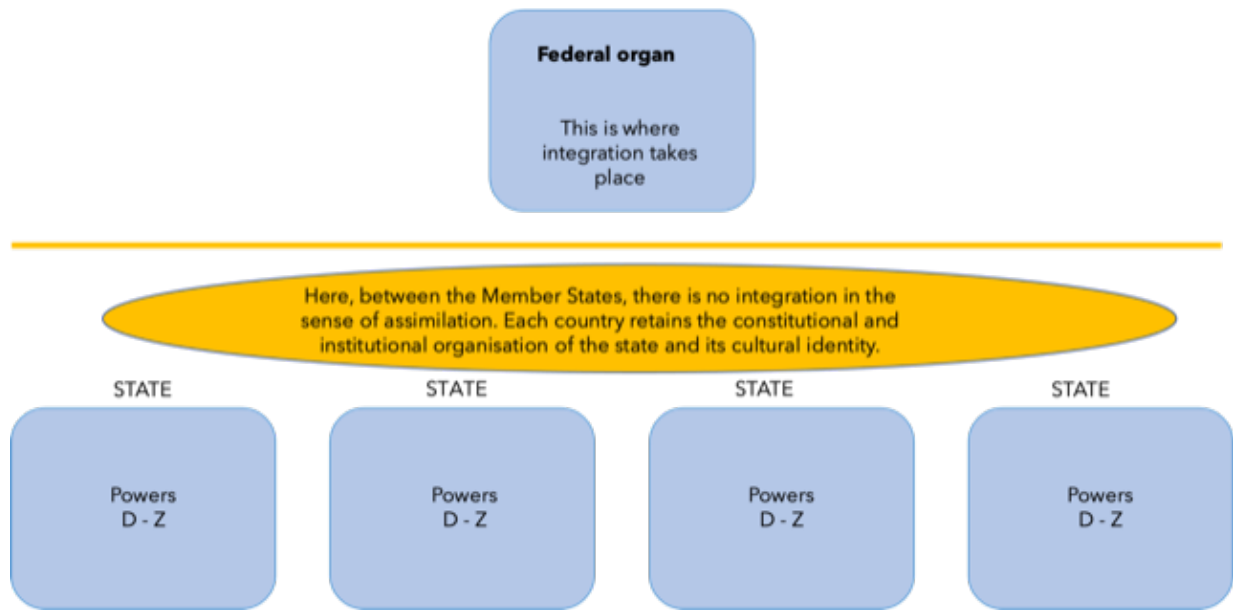 Federal organ
This is where
integration takes
place
Here, between the Member States, there is no integration in the
sense of assimilation. Each country retains the constitutional and
institutional organisation of the state and its cultural identity.
STATE
STATE
STATE
STATE
Powers
D - Z
Powers
D - Z
Powers
D - Z
Powers
D - Z